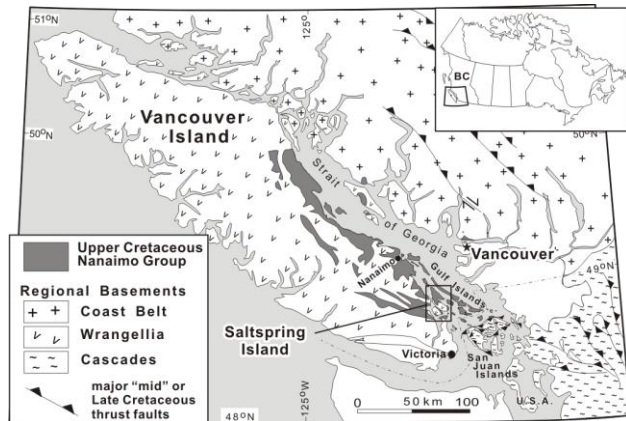 51°N
125°
BC
Vancouver
Island
50°N
50°N
Strait
of Georgia
Vancouver
Upper Cretaceous
Nanaimo Group
Nanaimo
Gulf Islands
49°N
Regional Basements
Coast Belt
Wrangellia
Cascades
major "mid" or
Late Cretaceous
thrust faults
Saltspring
Island
Victoria
San
Juan
Islands
U.S.A.
48°N
125°W
0 50 km 100